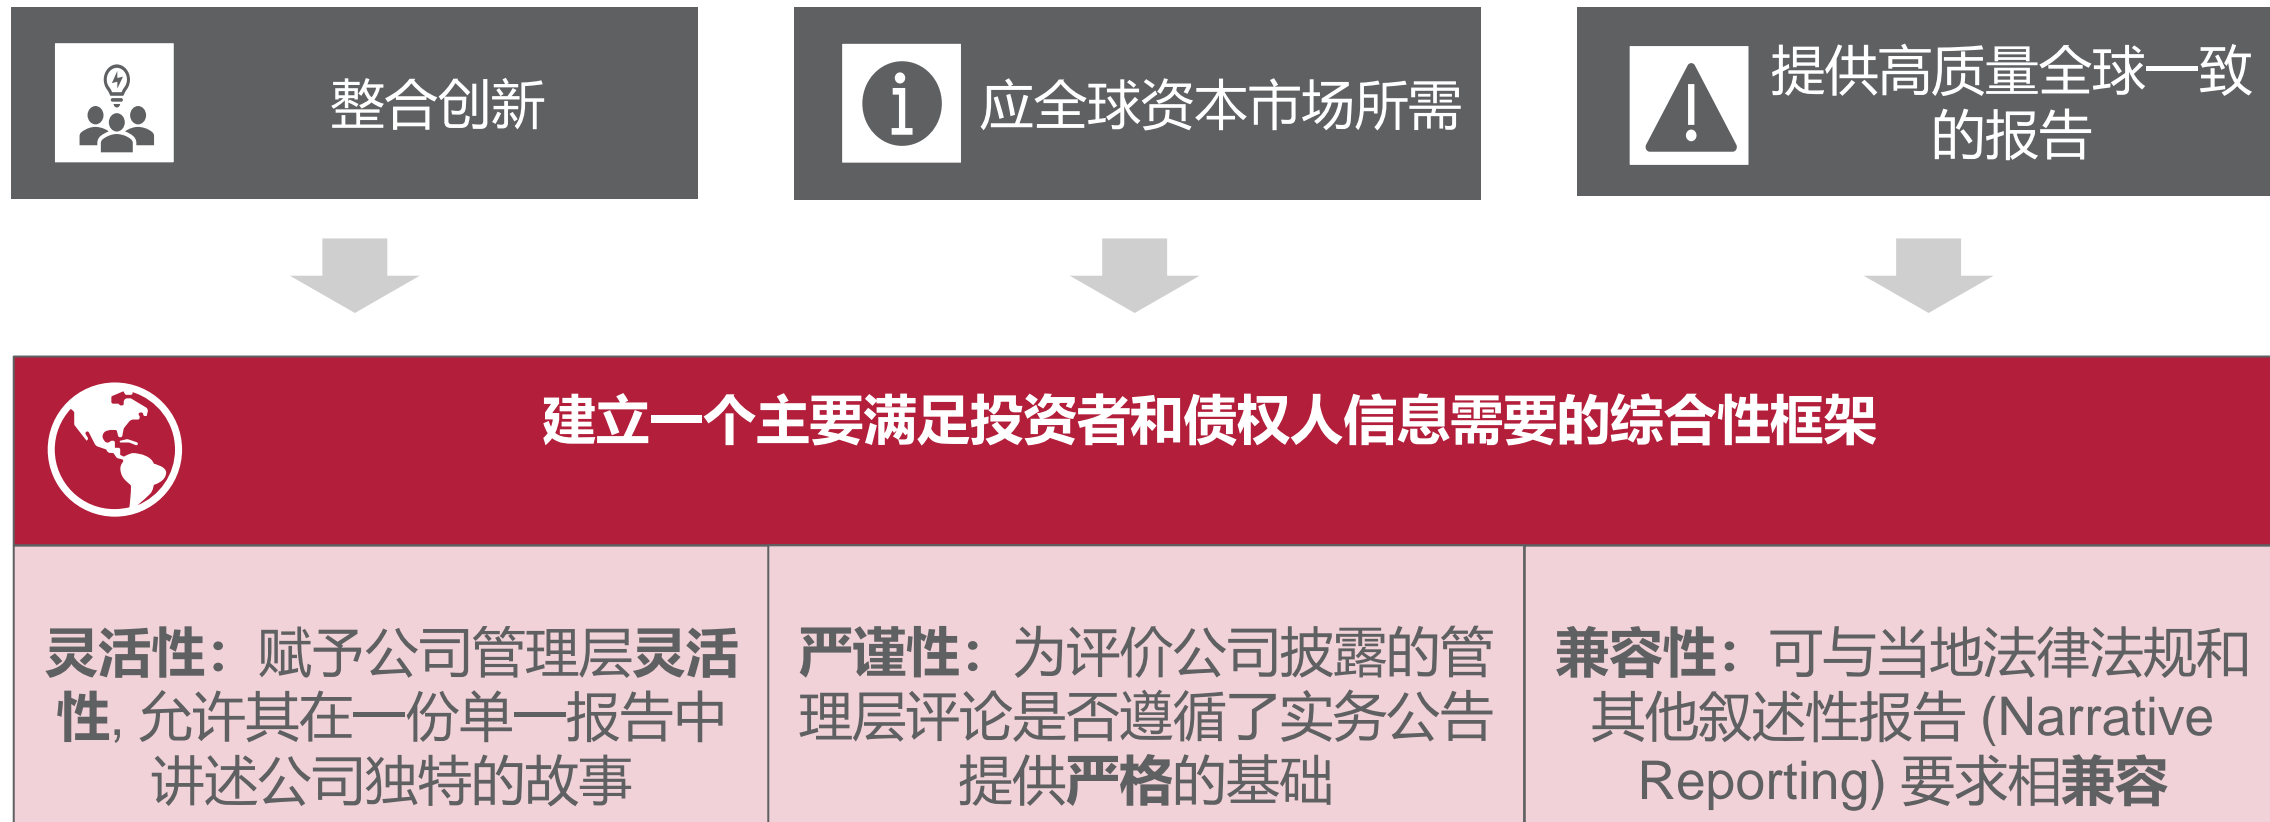 整合创新
应全球资本市场所需
提供高质量全球一致
的报告
建立一个主要满足投资者和债权人信息需要的综合性框架
灵活性：赋予公司管理层灵活
性, 允许其在一份单一报告中
讲述公司独特的故事
严谨性：为评价公司披露的管
理层评论是否遵循了实务公告
提供严格的基础
兼容性：可与当地法律法规和
其他叙述性报告 (Narrative
Reporting) 要求相兼容